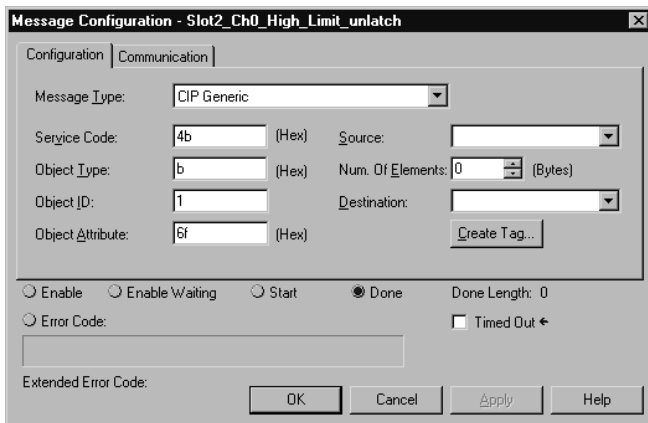 Message Configuration - Slot2_Ch0_High_Limit_unlatch
Configuration Communication
Message Type: CIP Generic
Service Code: 4b (Hex) Source:
Object Type: b (Hex) Num. Of Elements: 0 (Bytes)
Object ID: 1 Destination:
Object Attribute: 6f (Hex) Create Tag...
Enable Enable Waiting Start Done Done Length: 0
Error Code: Timed Out ←
Extended Error Code:
OK Cancel Apply Help